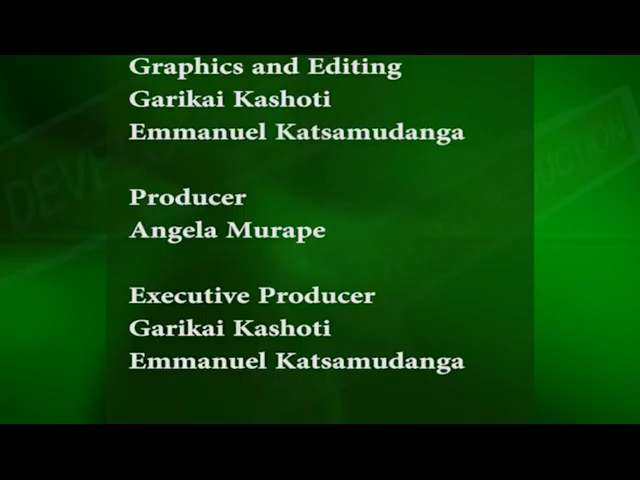 Graphics and Editing
Garikai Kashoti
Emmanuel Katsamudanga
Producer
Angela Murape
Executive Producer
Garikai Kashoti
Emmanuel Katsamudanga